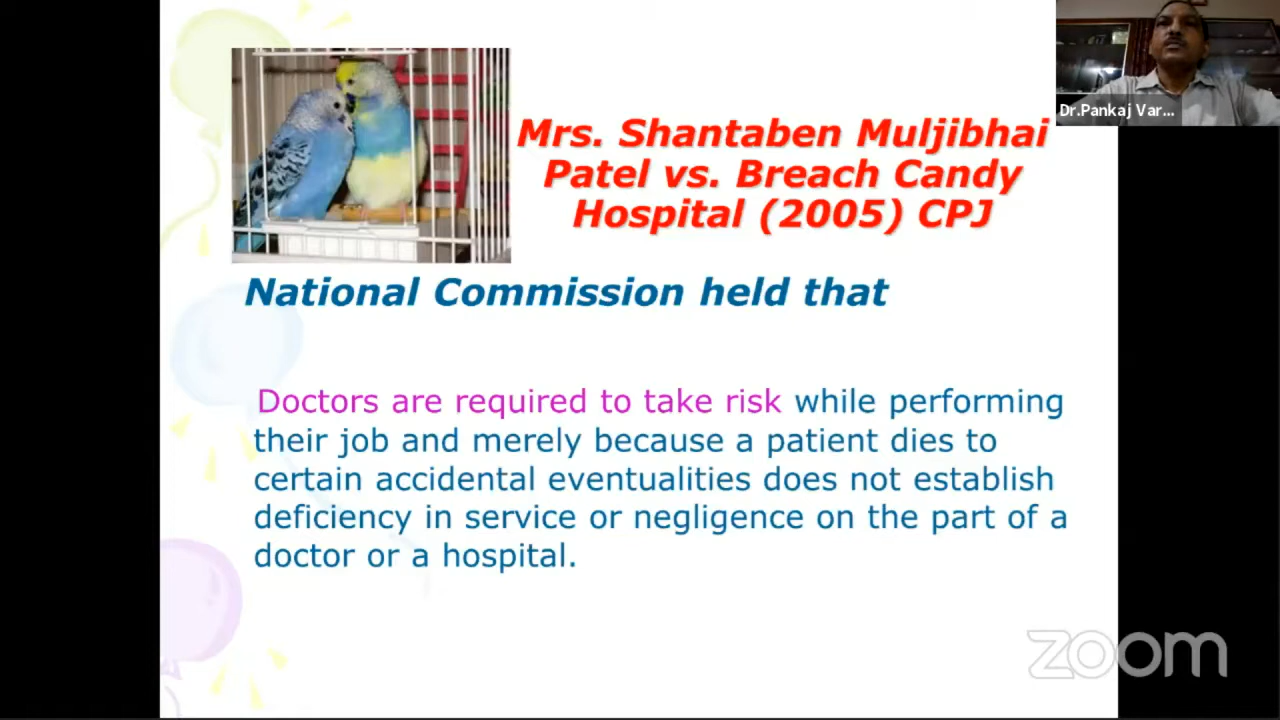 Dr.Pankaj Var...
Mrs. Shantaben Muljibhai
Patel vs. Breach Candy
Hospital (2005) CPJ
National Commission held that
Doctors are required to take risk while performing
their job and merely because a patient dies to
certain accidental eventualities does not establish
deficiency in service or negligence on the part of a
doctor or a hospital.
zoom